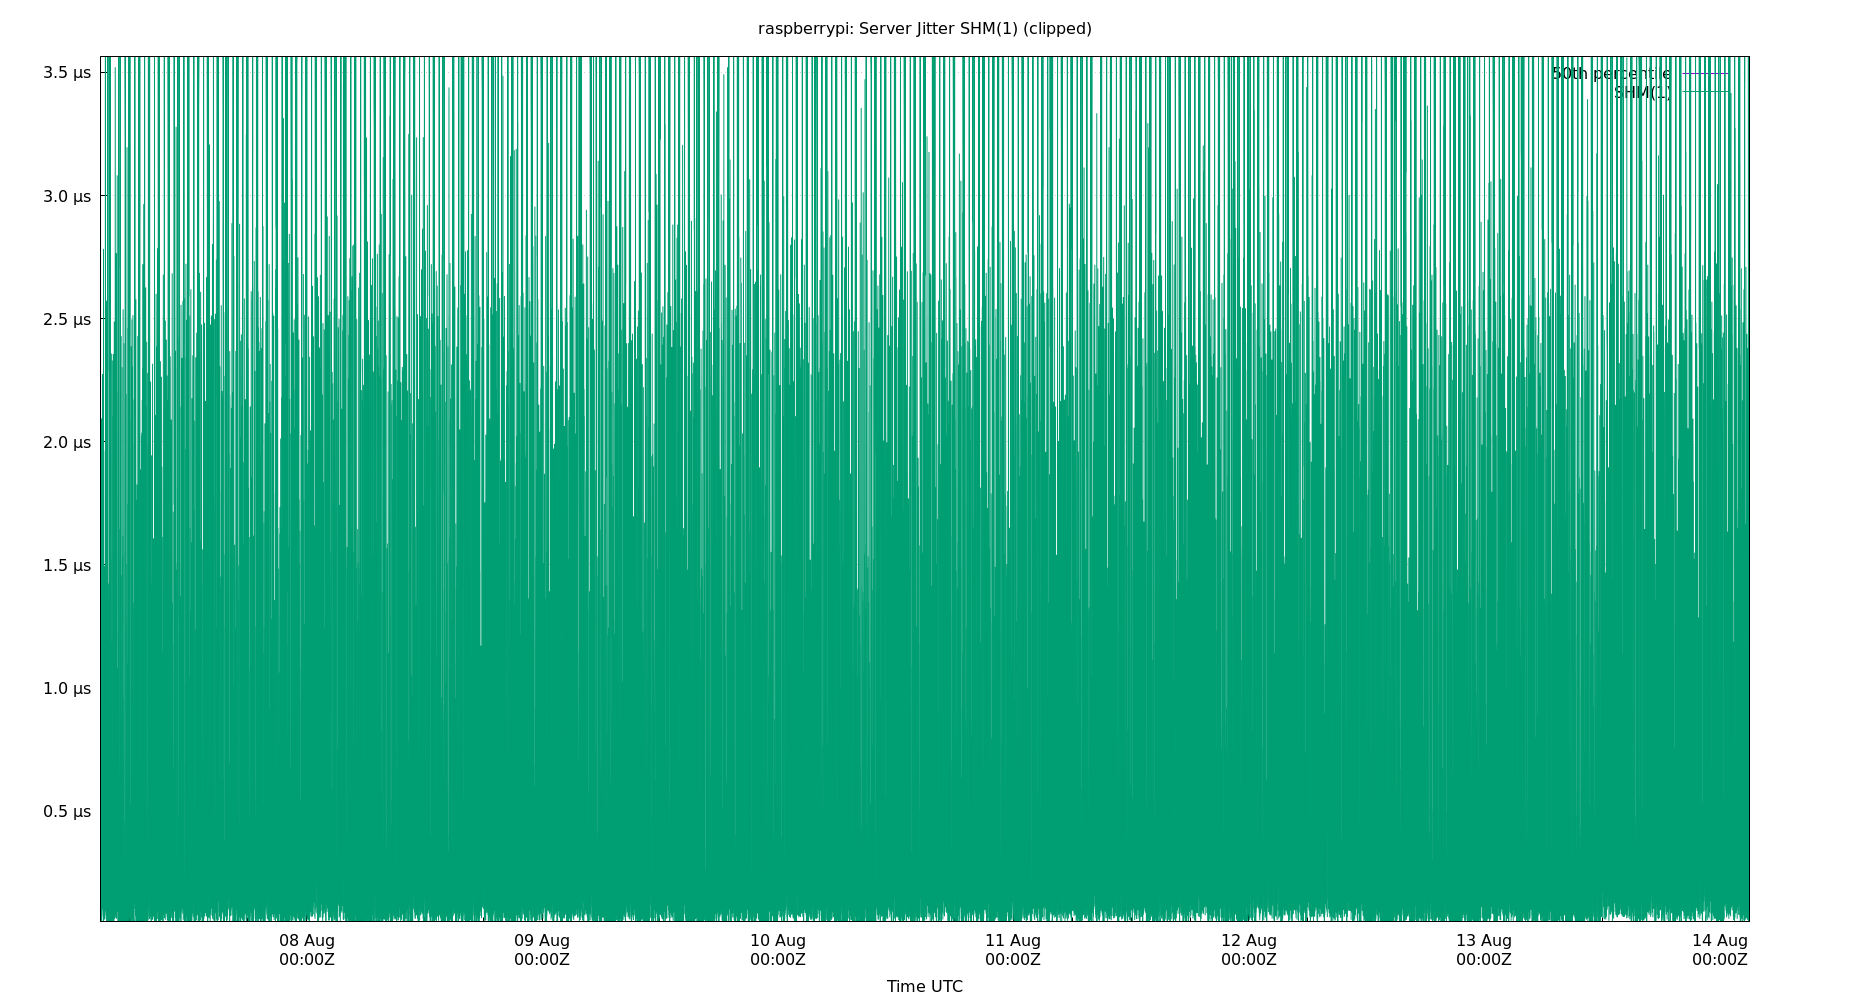 raspberrypi: Server Jitter SHM(1) (clipped)
3.5 µs
50th percentile
SHM(1)
3.0 µs
2.5 µs
2.0 µs
1.5 µs
1.0 µs
0.5 µs
08 Aug 09 Aug 10 Aug 11 Aug 12 Aug 13 Aug 14 Aug
00:00Z 00:00Z 00:00Z 00:00Z 00:00Z 00:00Z 00:00Z
Time UTC